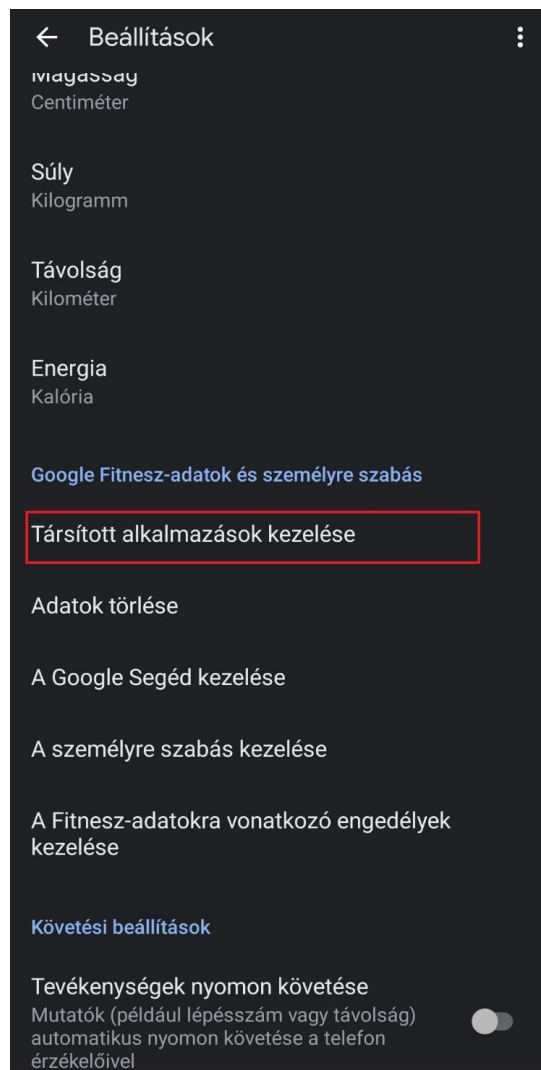 Beállítások
Magasság
Centiméter
Súly
Kilogramm
Távolság
Kilométer
Energia
Kalória
Google Fitnesz-adatok és személyre szabás
Társított alkalmazások kezelése
Adatok törlése
A Google Segéd kezelése
A személyre szabás kezelése
A Fitnesz-adatokra vonatkozó engedélyek
kezelése
Követési beállítások
Tevékenységek nyomon követése
Mutatók (például lépésszám vagy távolság)
automatikus nyomon követése a telefon
érzékelőivel